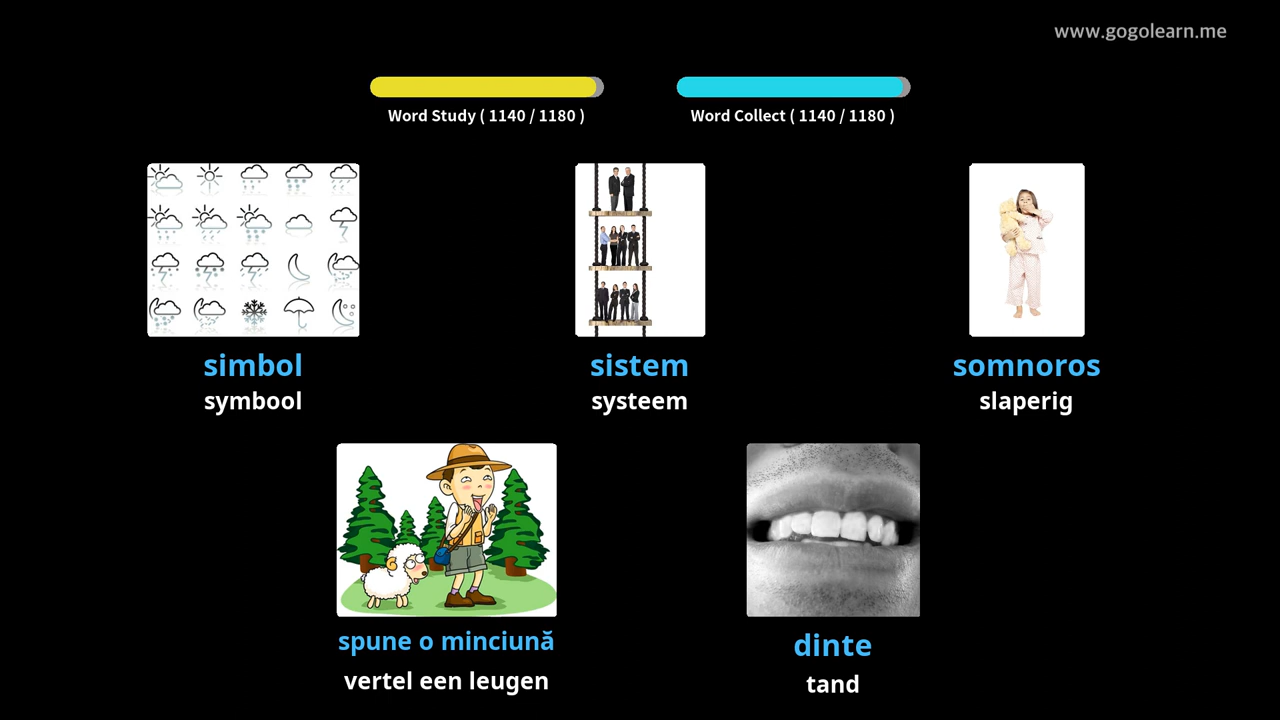 www.gogolearn.me
Word Study ( 1140 / 1180 )
Word Collect ( 1140 / 1180 )
simbol
symbool
sistem
systeem
somnoros
slaperig
spune o minciună
vertel een leugen
dinte
tand